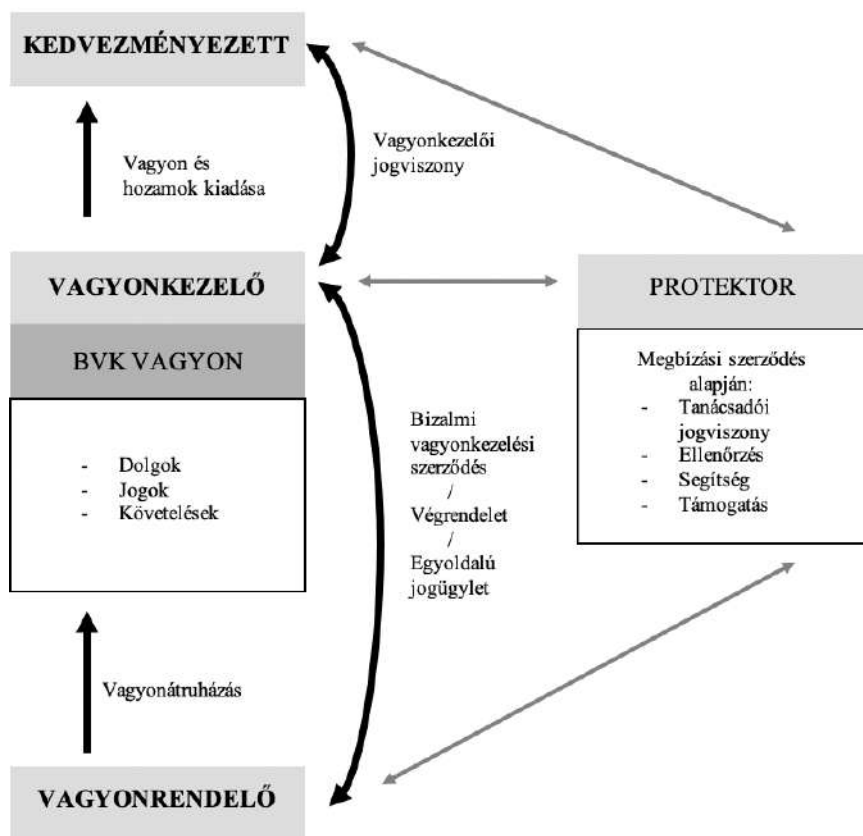 KEDVEZMÉNYEZETT
Vagyon és
hozamok kiadása
Vagyonkezelői
jogviszony
VAGYONKEZELŐ
BVK VAGYON
- Dolgok
- Jogok
- Követelések
PROTEKTOR
Megbízási szerződés
alapján:
- Tanácsadói
jogviszony
- Ellenőrzés
- Segítség
- Támogatás
Bizalmi
vagyonkezelési
szerződés
/
Végrendelet
/
Egyoldalú
jogügylet
Vagyonátruházás
VAGYONRENDELŐ